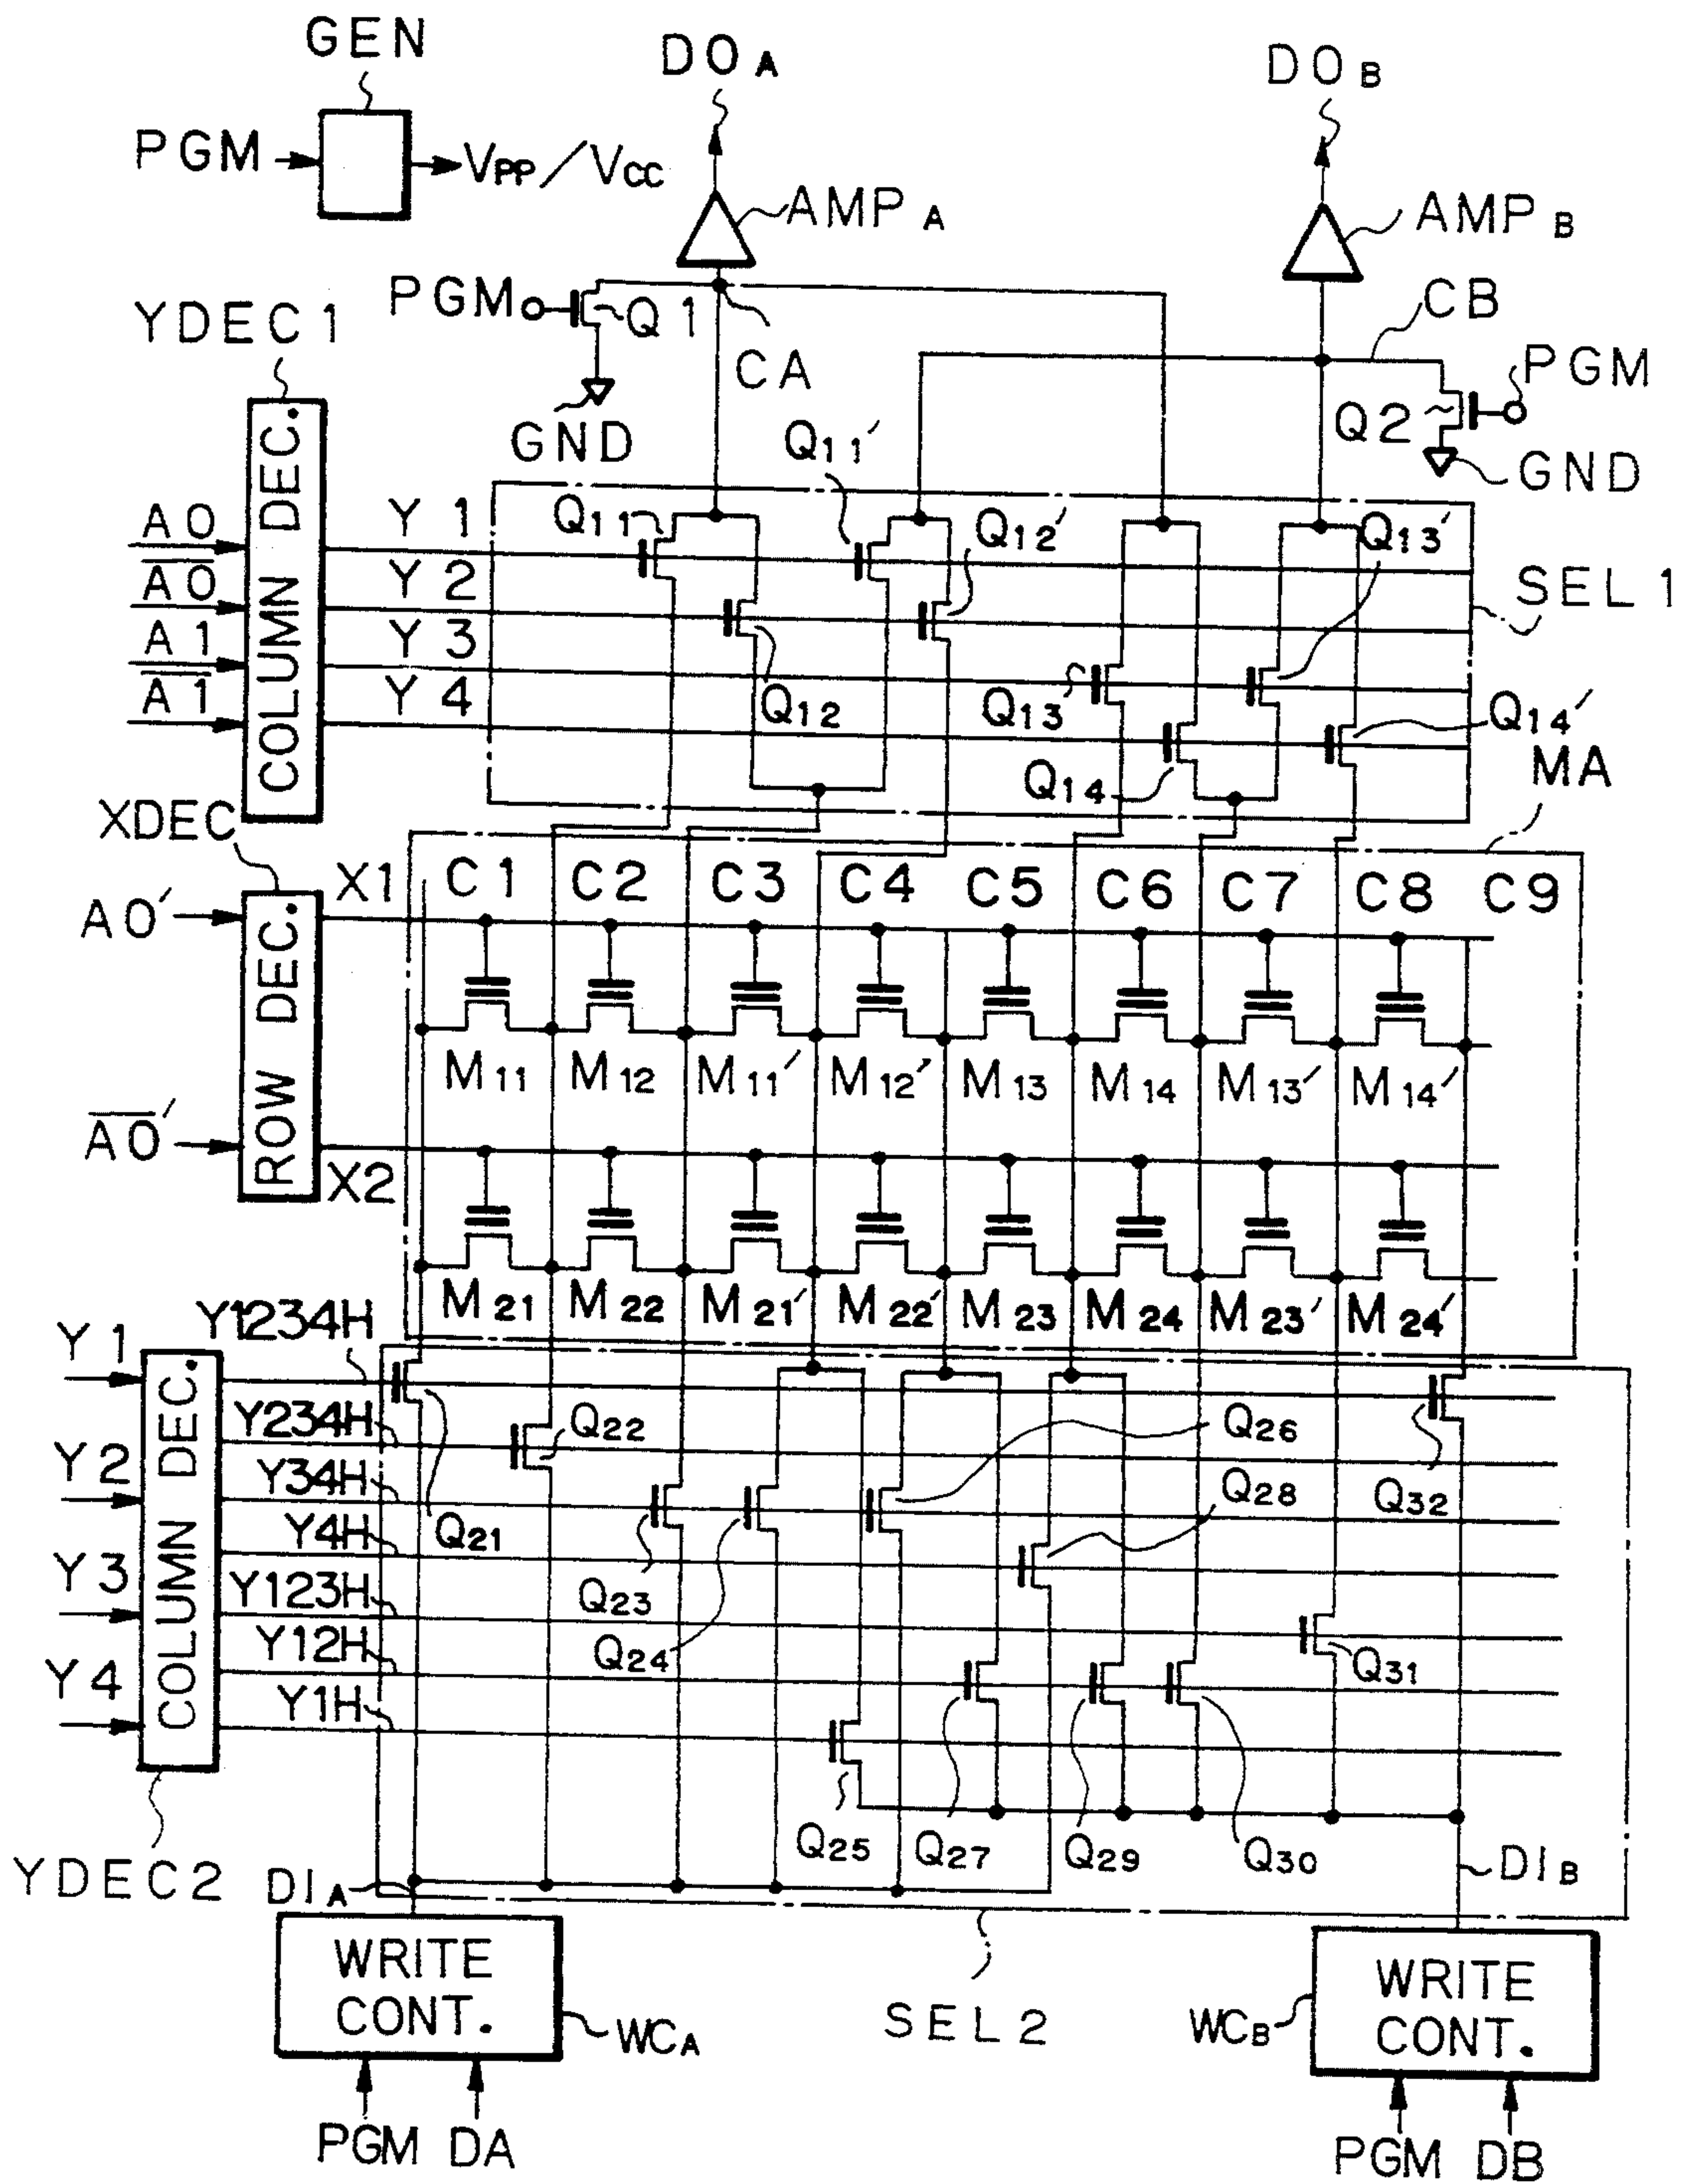 GEN
DOA
DOB
PGM
VPP/VCC
AMPA
AMPB
PGM
Q1
CB
YDEC1
CA
PGM
Q2
GND
GND
COLUMN DEC.
Q11
Q11′
Q12′
Q13′
A0
Y1
SEL1
A̅0̅
Y2
A1
Y3
A̅1̅
Y4
Q12
Q13
Q14
Q14′
MA
XDEC
X1
C1 C2 C3 C4 C5 C6 C7 C8 C9
A0′
ROW DEC.
M11 M12 M11′ M12′ M13 M14 M13′ M14′
A̅0̅′
X2
M21 M22 M21′ M22′ M23 M24 M23′ M24′
Y1
Y1234H
COLUMN DEC.
Y234H
Q22
Q26
Y2
Y34H
Q28
Q32
Y4H
Q21
Y3
Y123H
Q23
Y12H
Q24
Q31
Y4
Y1H
Q25
Q27
Q29
Q30
YDEC2
DIA
DIB
WRITE CONT.
WCA
SEL2
WCB
WRITE CONT.
PGM DA
PGM DB